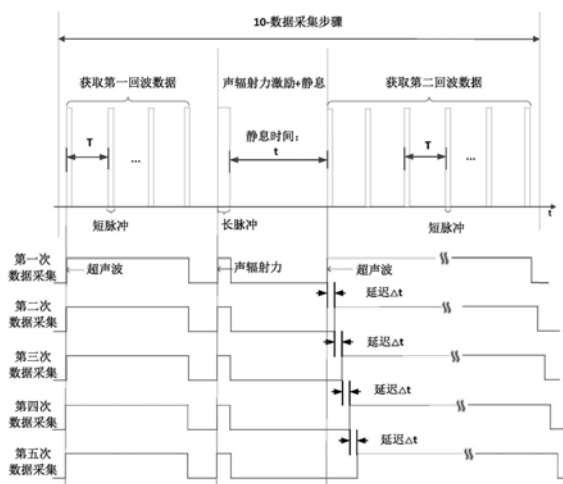 10-数据采集步骤
获取第一回波数据
声辐射力激励+静息
获取第二回波数据
静息时间:
t
T
...
T
...
t
短脉冲
长脉冲
短脉冲
第一次
数据采集
超声波
声辐射力
超声波
延迟△t
第二次
数据采集
延迟△t
第三次
数据采集
延迟△t
第四次
数据采集
延迟△t
第五次
数据采集